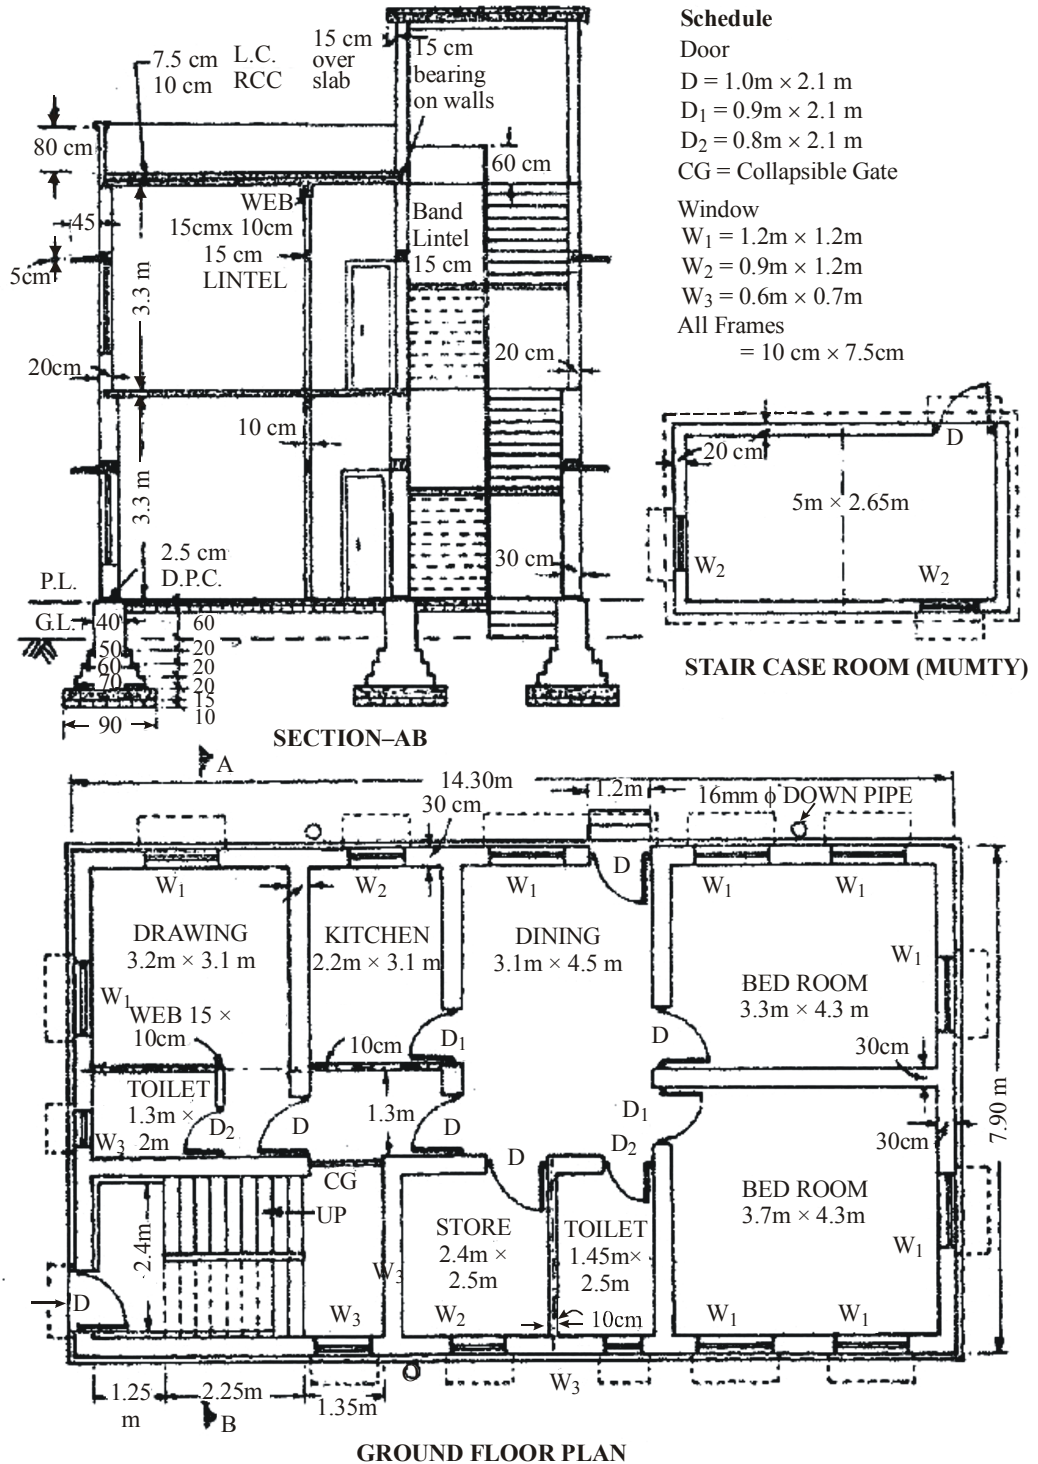 Schedule
Door
D = 1.0m × 2.1 m
D₁ = 0.9m × 2.1 m
D₂ = 0.8m × 2.1 m
CG = Collapsible Gate
Window
W₁ = 1.2m × 1.2m
W₂ = 0.9m × 1.2m
W₃ = 0.6m × 0.7m
All Frames
= 10 cm × 7.5cm
7.5 cm L.C.
10 cm RCC
15 cm
over
slab
15 cm
bearing
on walls
80 cm
60 cm
WEB
15cmx 10cm
15 cm
LINTEL
Band
Lintel
15 cm
45
5cm
3.3 m
20cm
20 cm
10 cm
3.3 m
30 cm
2.5 cm
D.P.C.
P.L.
G.L.
40
60
50
20
60
20
70
20
15
10
90
SECTION–AB
20 cm
D
5m × 2.65m
W₂
W₂
STAIR CASE ROOM (MUMTY)
A
14.30m
30 cm
1.2m
16mm ϕ DOWN PIPE
W₁
W₂
W₁
D
W₁
W₁
DRAWING
3.2m × 3.1 m
KITCHEN
2.2m × 3.1 m
DINING
3.1m × 4.5 m
BED ROOM
3.3m × 4.3 m
W₁
W₁
WEB 15 ×
10cm
10cm
D₁
D
30cm
TOILET
1.3m ×
2m
W₃
D₂
D
1.3m
D
D₁
D₂
D
30cm
7.90 m
CG
UP
2.4m
D
STORE
2.4m ×
2.5m
TOILET
1.45m×
2.5m
BED ROOM
3.7m × 4.3m
W₁
W₃
W₃
W₂
10cm
W₁
W₁
W₃
1.25
m
2.25m
1.35m
B
GROUND FLOOR PLAN